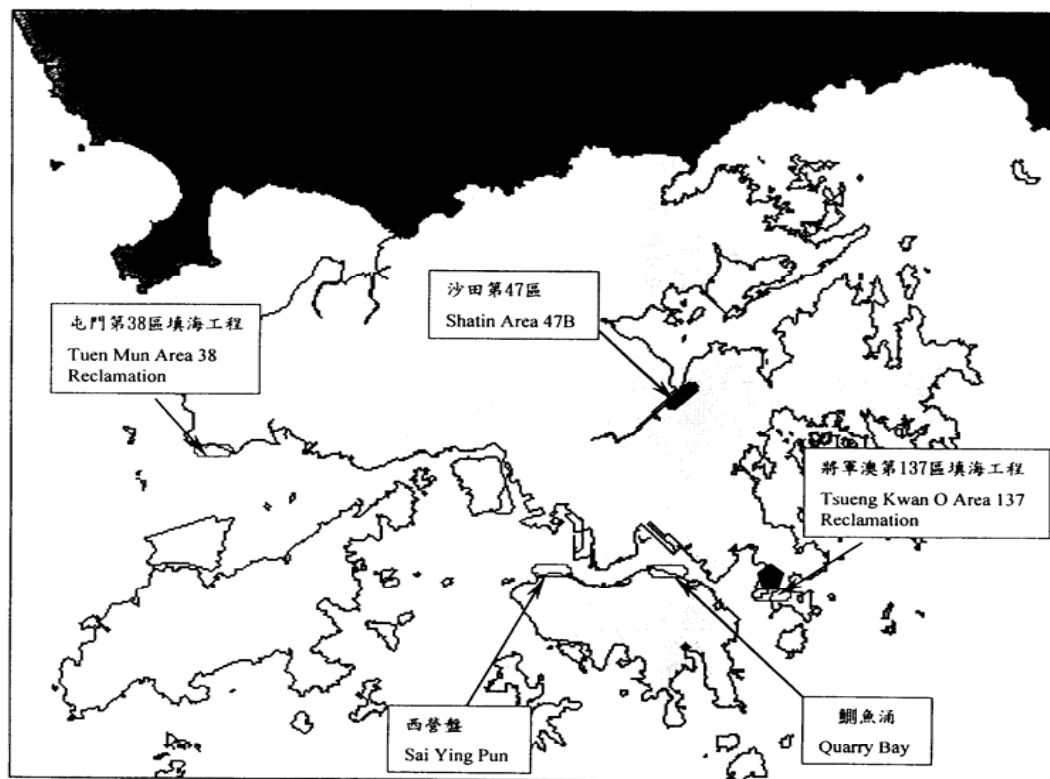 沙田第47區
Shatin Area 47B
屯門第38區填海工程
Tuen Mun Area 38
Reclamation
將軍澳第137區填海工程
Tsueng Kwan O Area 137
Reclamation
西營盤
Sai Ying Pun
鰂魚涌
Quarry Bay